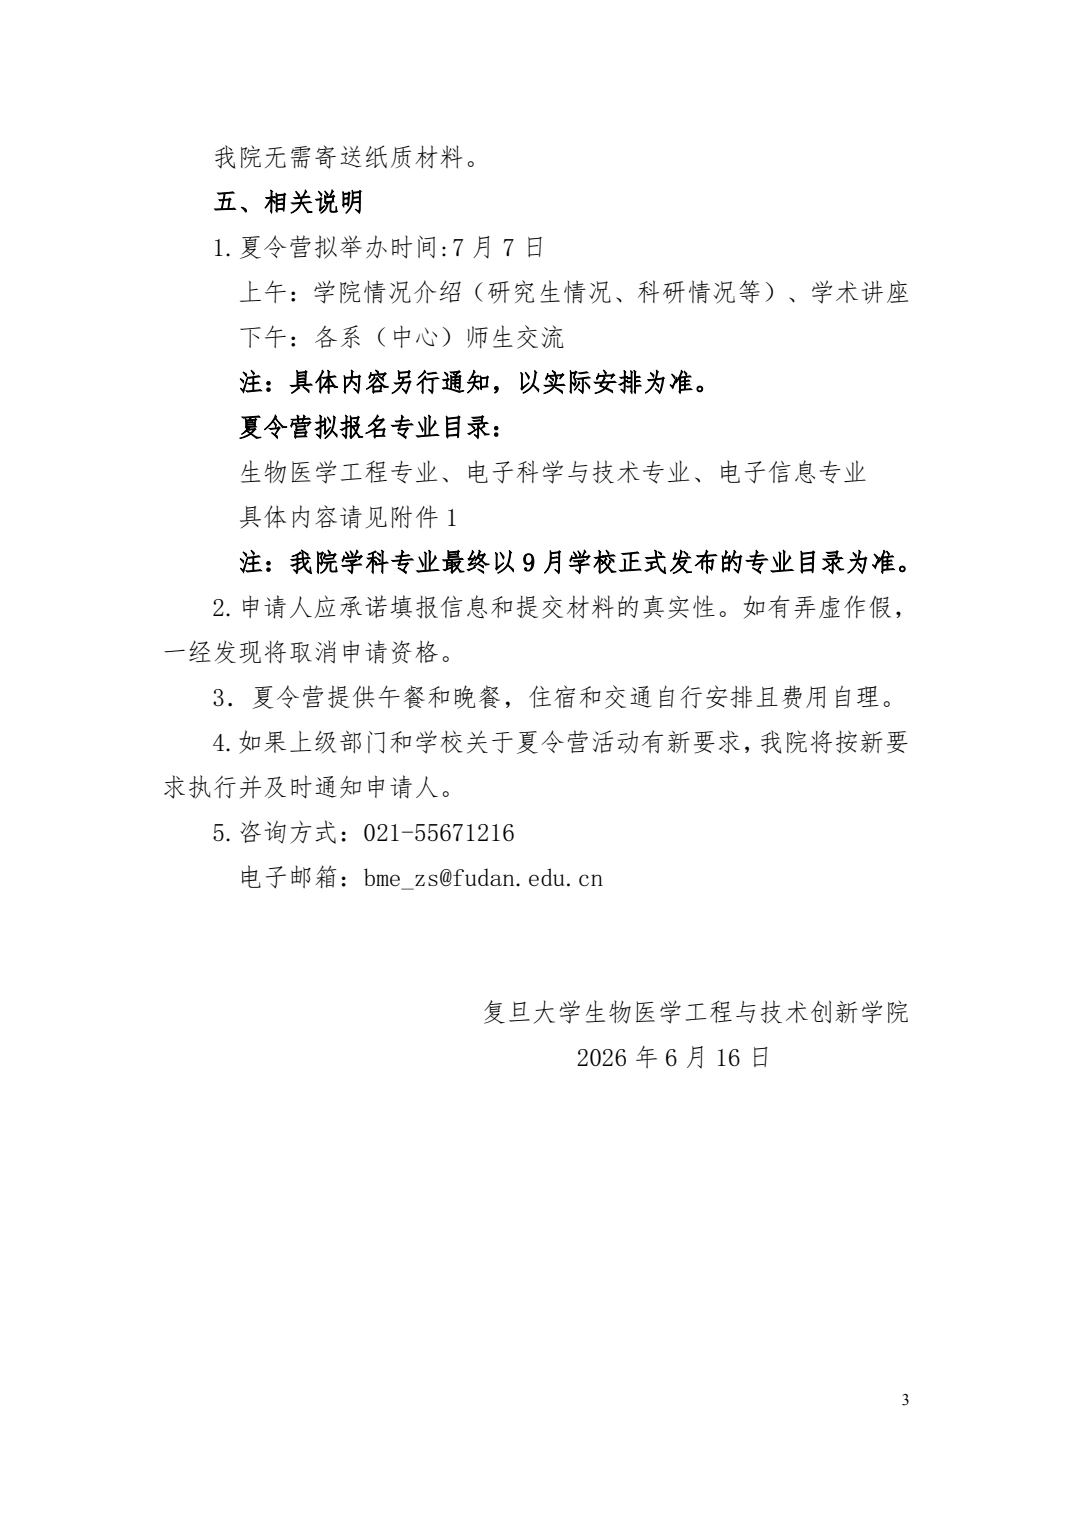 我院无需寄送纸质材料。
五、相关说明
1.夏令营拟举办时间:7 月 7 日
上午：学院情况介绍（研究生情况、科研情况等）、学术讲座
下午：各系（中心）师生交流
注：具体内容另行通知，以实际安排为准。
夏令营拟报名专业目录：
生物医学工程专业、电子科学与技术专业、电子信息专业
具体内容请见附件 1
注：我院学科专业最终以 9 月学校正式发布的专业目录为准。
2.申请人应承诺填报信息和提交材料的真实性。如有弄虚作假，
一经发现将取消申请资格。
3. 夏令营提供午餐和晚餐，住宿和交通自行安排且费用自理。
4.如果上级部门和学校关于夏令营活动有新要求，我院将按新要
求执行并及时通知申请人。
5.咨询方式：021-55671216
电子邮箱：bme_zs@fudan.edu.cn
复旦大学生物医学工程与技术创新学院
2026 年 6 月 16 日
3